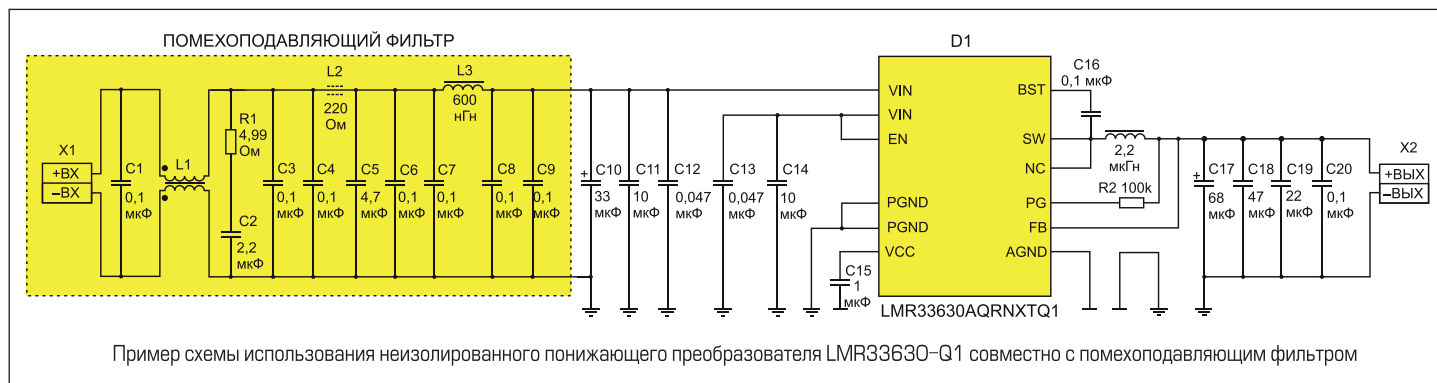 ПОМЕХОПОДАВЛЯЮЩИЙ ФИЛЬТР
D1
X1
+ВХ
−ВХ
C1
0,1
мкФ
L1
R1
4,99
Ом
C2
2,2
мкФ
C3
0,1
мкФ
L2
220
Ом
C4
0,1
мкФ
C5
4,7
мкФ
C6
0,1
мкФ
C7
0,1
мкФ
L3
600
нГн
C8
0,1
мкФ
C9
0,1
мкФ
+
C10
33
мкФ
C11
10
мкФ
C12
0,047
мкФ
C13
0,047
мкФ
C14
10
мкФ
C15
1
мкФ
VIN
VIN
EN
PGND
PGND
VCC
BST
SW
NC
PG
FB
AGND
LMR33630AQRNXTQ1
C16
0,1 мкФ
2,2
мкГн
R2 100k
+
C17
68
мкФ
C18
47
мкФ
C19
22
мкФ
C20
0,1
мкФ
X2
+ВЫХ
−ВЫХ
Пример схемы использования неизолированного понижающего преобразователя LMR33630−Q1 совместно с помехоподавляющим фильтром